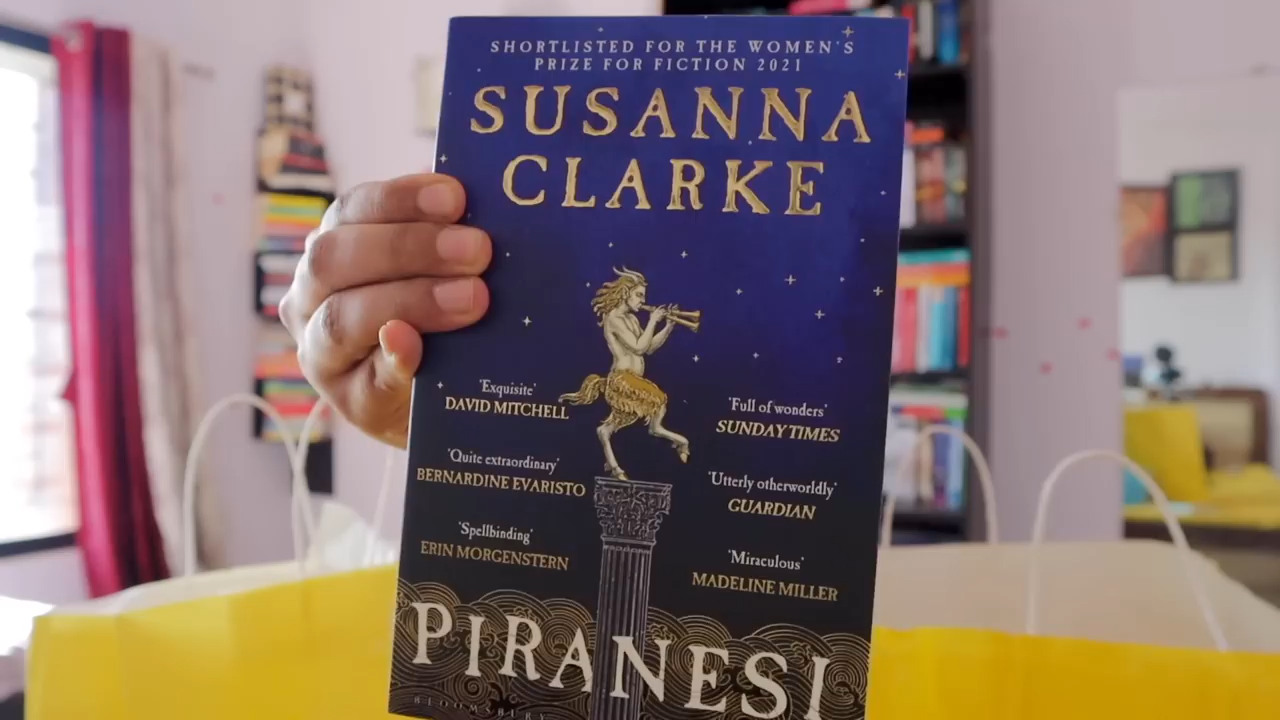 SHORTLISTED FOR THE WOMEN'S
PRIZE FOR FICTION 2021
SUSANNA
CLARKE
'Exquisite'
DAVID MITCHELL
'Quite extraordinary'
BERNARDINE EVARISTO
'Spellbinding'
ERIN MORGENSTERN
'Full of wonders'
SUNDAY TIMES
'Utterly otherworldly'
GUARDIAN
'Miraculous'
MADELINE MILLER
PIRANESI
BLOOMSBURY